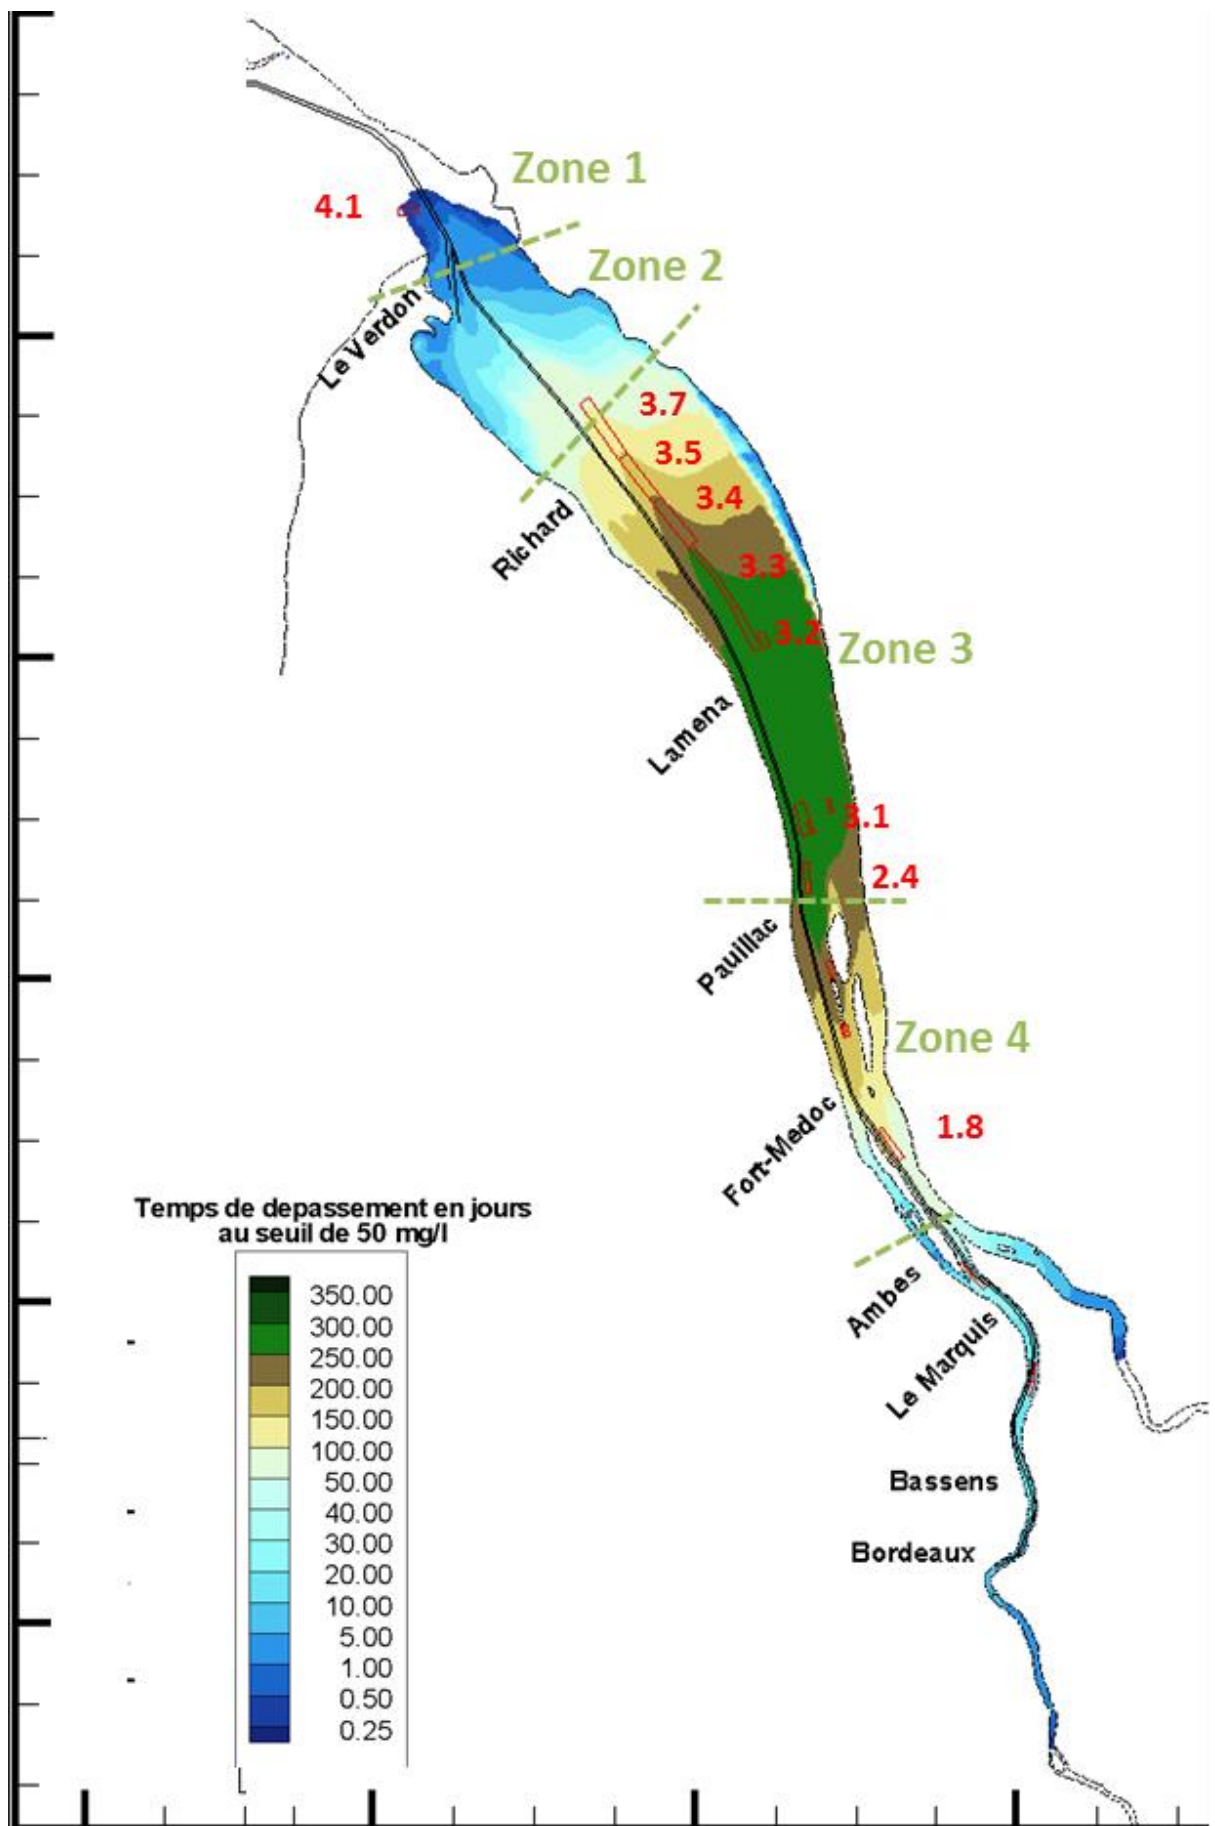 Zone 1
4.1
Zone 2
Le Verdon
3.7
3.5
3.4
Richard
3.3
3.2
Zone 3
Lamena
3.1
2.4
Pauillac
Zone 4
Fort-Medoc
1.8
Temps de depassement en jours
au seuil de 50 mg/l
Ambes
Le Marquis
350.00
300.00
250.00
200.00
150.00
100.00
50.00
40.00
30.00
20.00
10.00
5.00
1.00
0.50
0.25
Bassens
Bordeaux